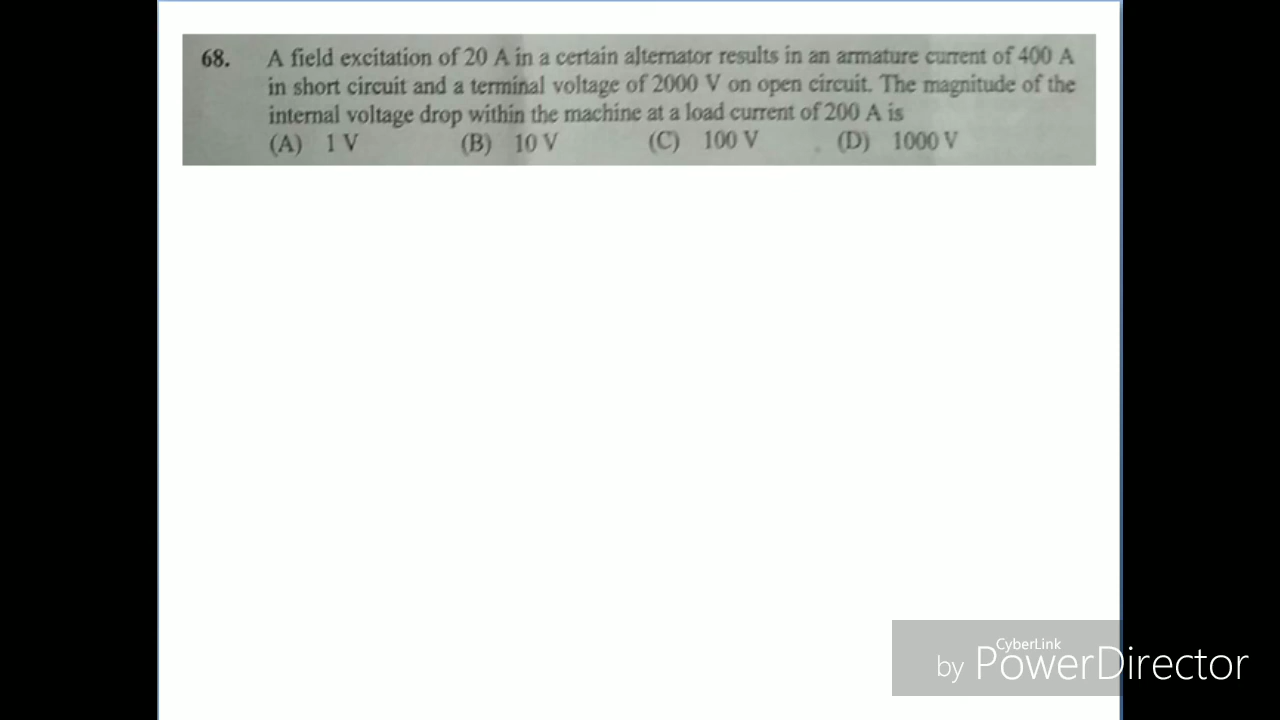 68. A field excitation of 20 A in a certain alternator results in an armature current of 400 A
in short circuit and a terminal voltage of 2000 V on open circuit. The magnitude of the
internal voltage drop within the machine at a load current of 200 A is
(A) 1 V (B) 10 V (C) 100 V (D) 1000 V
CyberLink
by PowerDirector